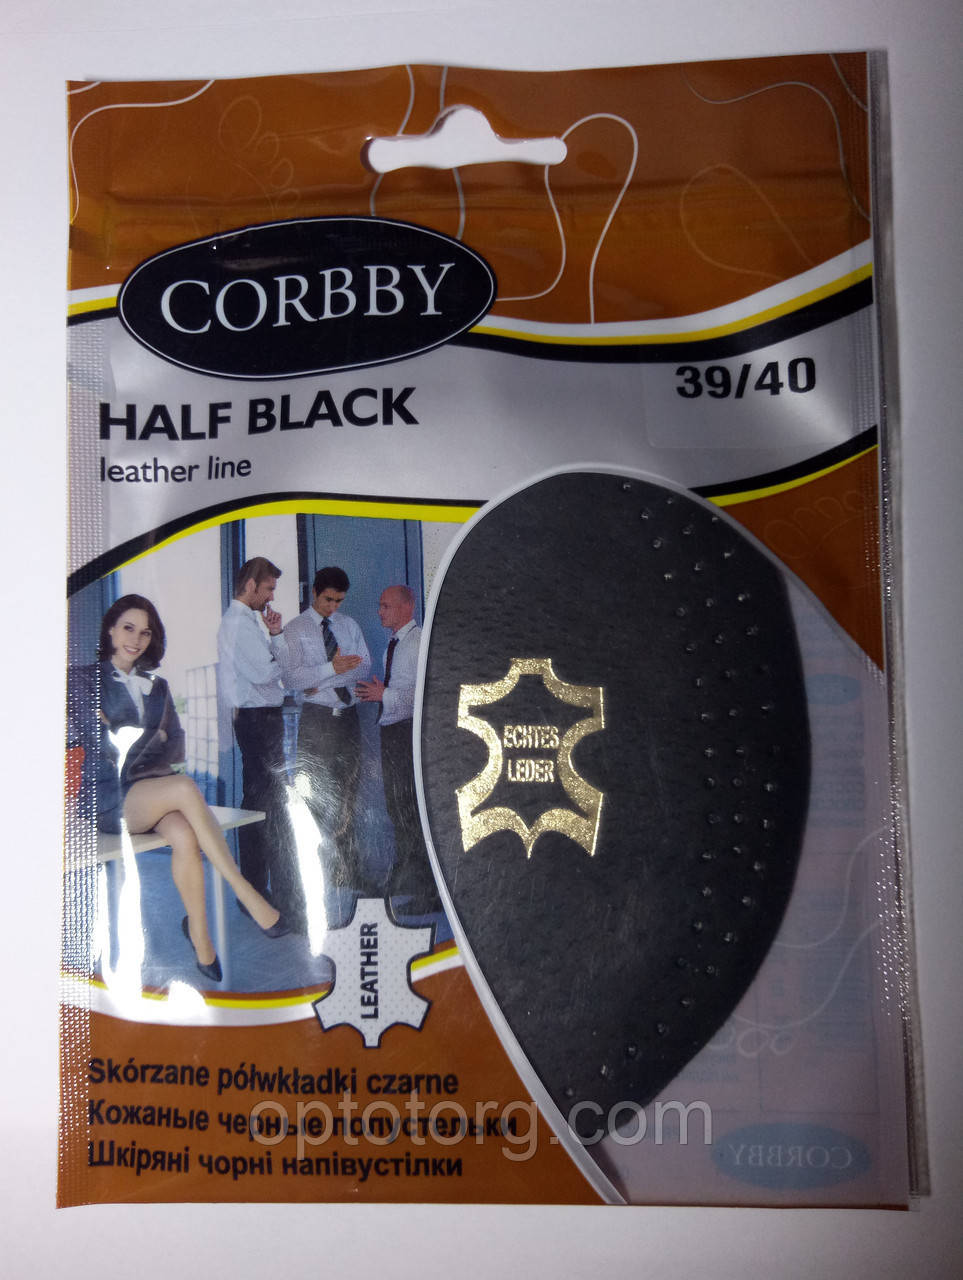 CORBBY
39/40
HALF BLACK
leather line
ECHTES
LEDER
LEATHER
Skórzane półwkładki czarne
Кожаные черные полустельки
Шкіряні чорні напівустілки
optotorg.com
CORBBY